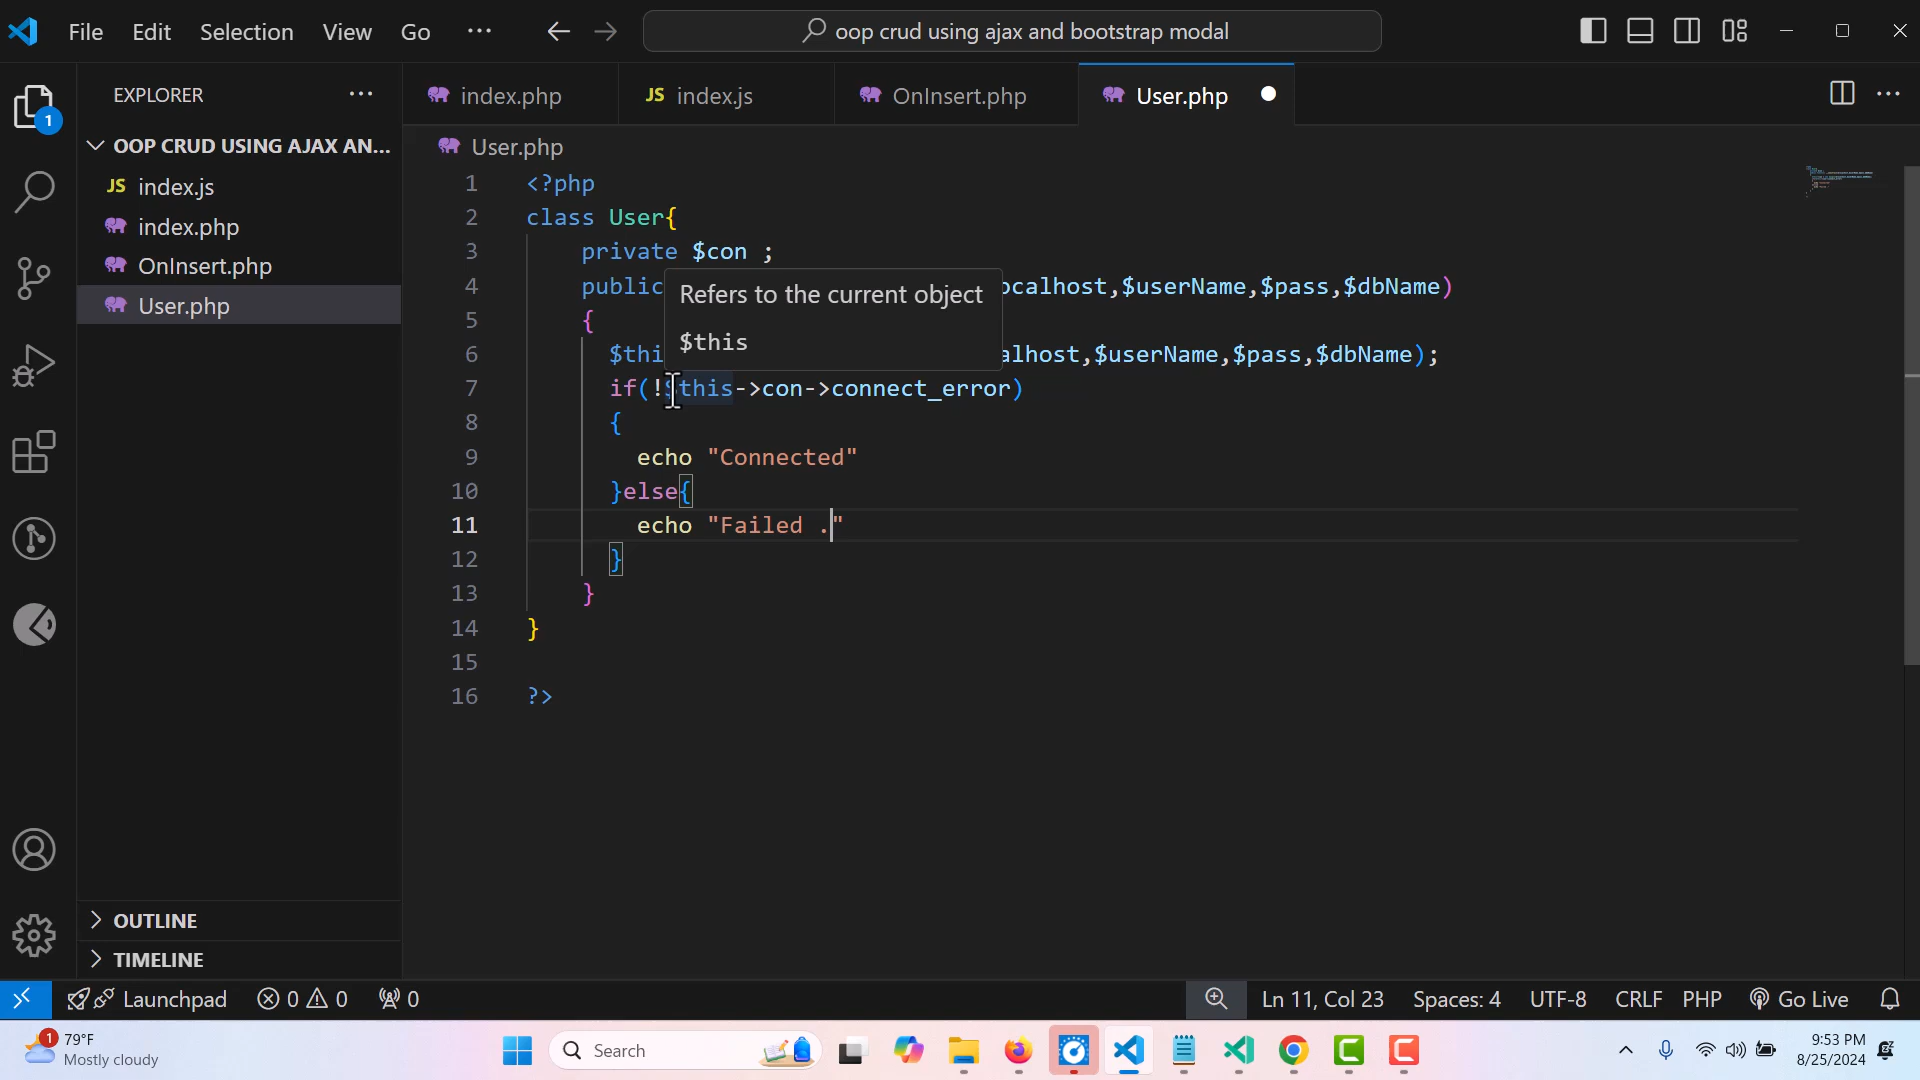 File Edit Selection View Go ··· oop crud using ajax and bootstrap modal
EXPLORER ···
index.php JS index.js OnInsert.php User.php
OOP CRUD USING AJAX AN...
JS index.js
index.php
OnInsert.php
User.php
User.php
1 <?php
2 class User{
3 private $con ;
4 public ocalhost,$userName,$pass,$dbName)
Refers to the current object
$this
5 {
6 $thi alhost,$userName,$pass,$dbName);
7 if(!$this->con->connect_error)
8 {
9 echo "Connected"
10 }else{
11 echo "Failed ."
12 }
13 }
14 }
15
16 ?>
OUTLINE
TIMELINE
1
Launchpad 0 0 0 Ln 11, Col 23 Spaces: 4 UTF-8 CRLF PHP Go Live
1
79°F
Mostly cloudy
Search
9:53 PM
8/25/2024